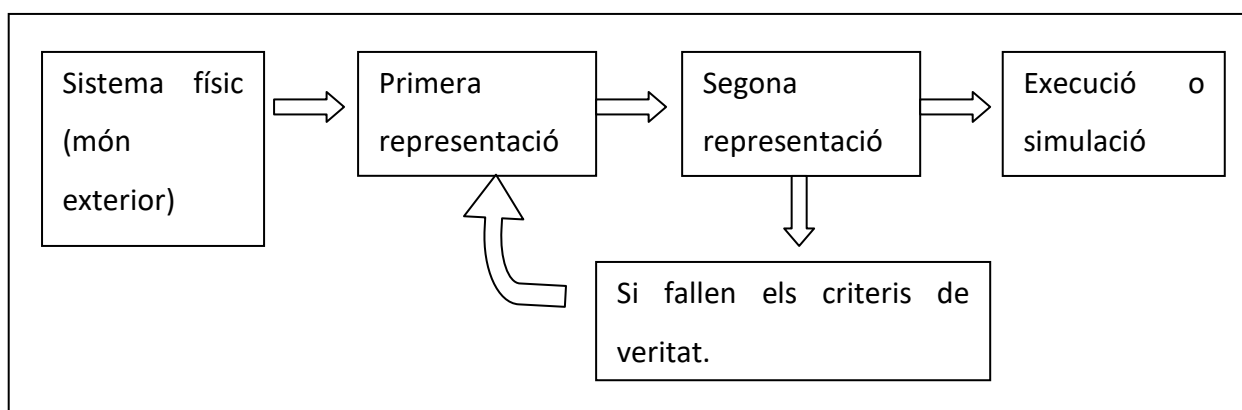 Sistema físic
(món
exterior)
Primera
representació
Segona
representació
Execució o
simulació
Si fallen els criteris de
veritat.